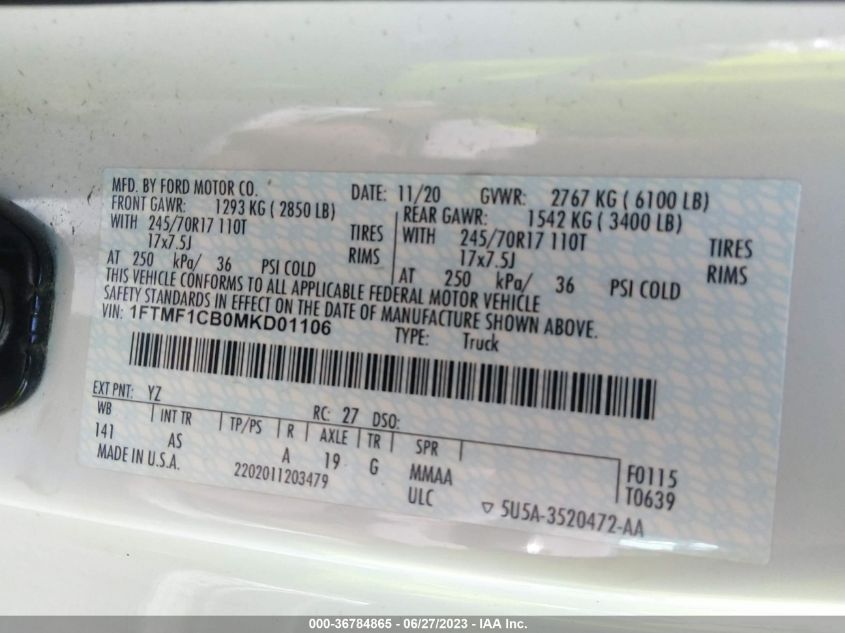 MFD. BY FORD MOTOR CO. DATE: 11/20 GVWR: 2767 KG ( 6100 LB)
FRONT GAWR: 1293 KG ( 2850 LB) REAR GAWR: 1542 KG ( 3400 LB)
WITH 245/70R17 110T TIRES WITH 245/70R17 110T TIRES
17x7.5J RIMS 17x7.5J RIMS
AT 250 kPa/ 36 PSI COLD AT 250 kPa/ 36 PSI COLD
THIS VEHICLE CONFORMS TO ALL APPLICABLE FEDERAL MOTOR VEHICLE
SAFETY STANDARDS IN EFFECT ON THE DATE OF MANUFACTURE SHOWN ABOVE.
VIN: 1FTMF1CB0MKD01106 TYPE: Truck
EXT PNT: YZ RC: 27 DSO:
WB INT TR TP/PS R AXLE TR SPR
141 AS A 19 G MMAA F0115
ULC T0639
MADE IN U.S.A. 2202011203479 5U5A-3520472-AA
000-36784865 - 06/27/2023 - IAA Inc.